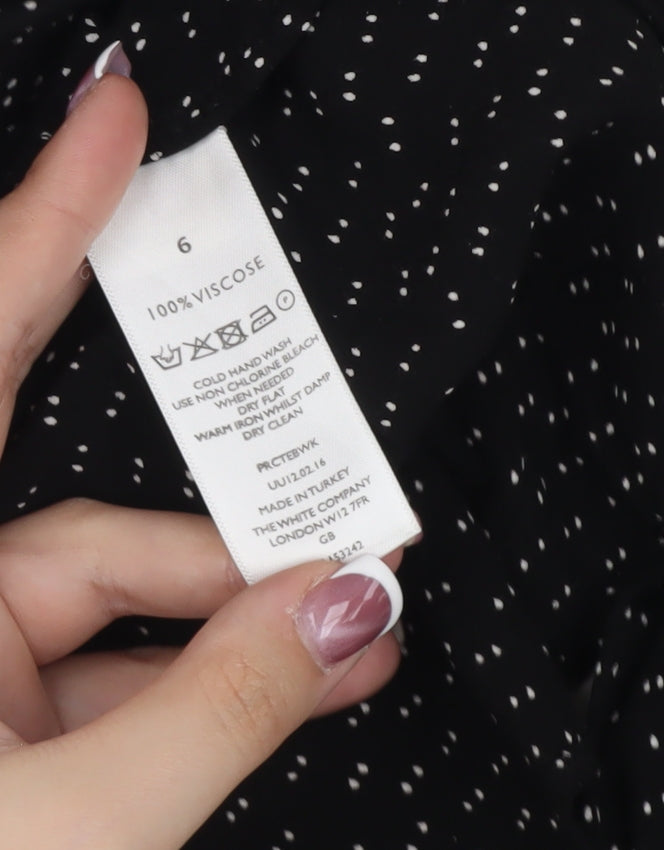 6
100% VISCOSE
P
COLD HAND WASH
USE NON CHLORINE BLEACH
WHEN NEEDED
DRY FLAT
WARM IRON WHILST DAMP
DRY CLEAN
PRCTEBWK
UU12.02.16
MADE IN TURKEY
THE WHITE COMPANY
LONDON W12 7FR
GB
53242